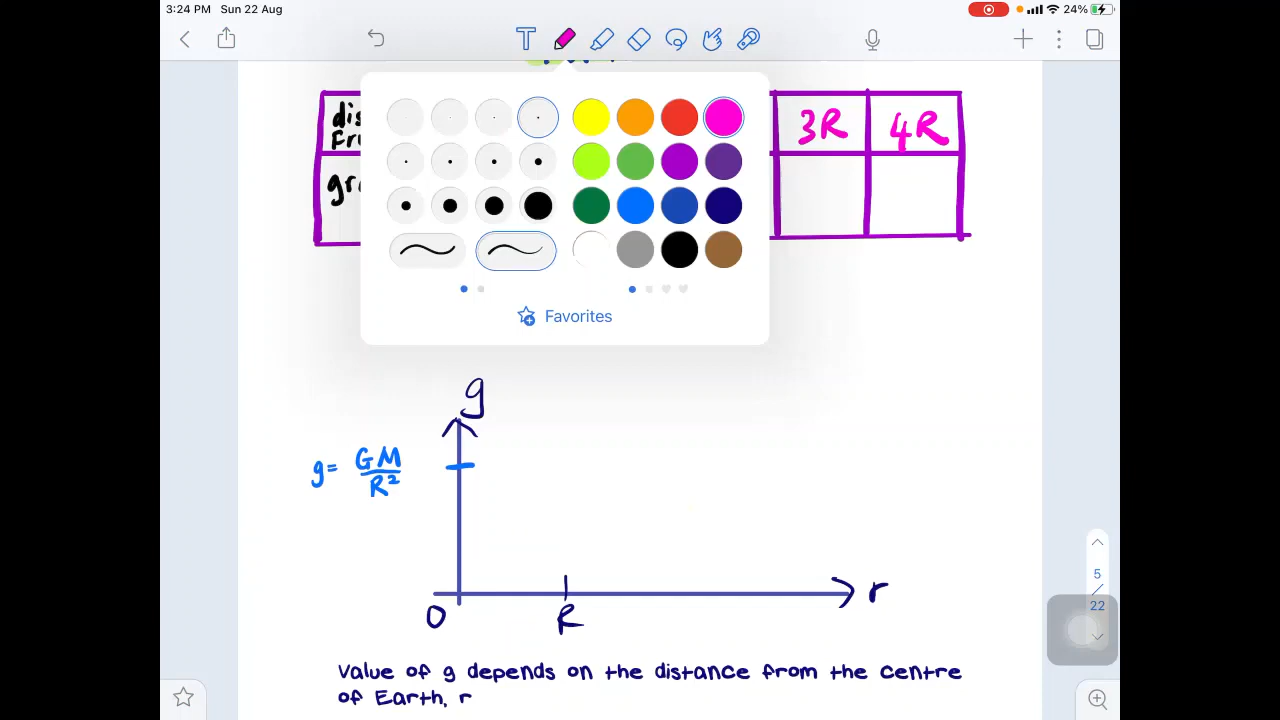 3:24 PM Sun 22 Aug
24%
T
3R 4R
Favorites
g
g = GM
R²
5
/
22
r
O
R
Value of g depends on the distance from the centre
of Earth, r